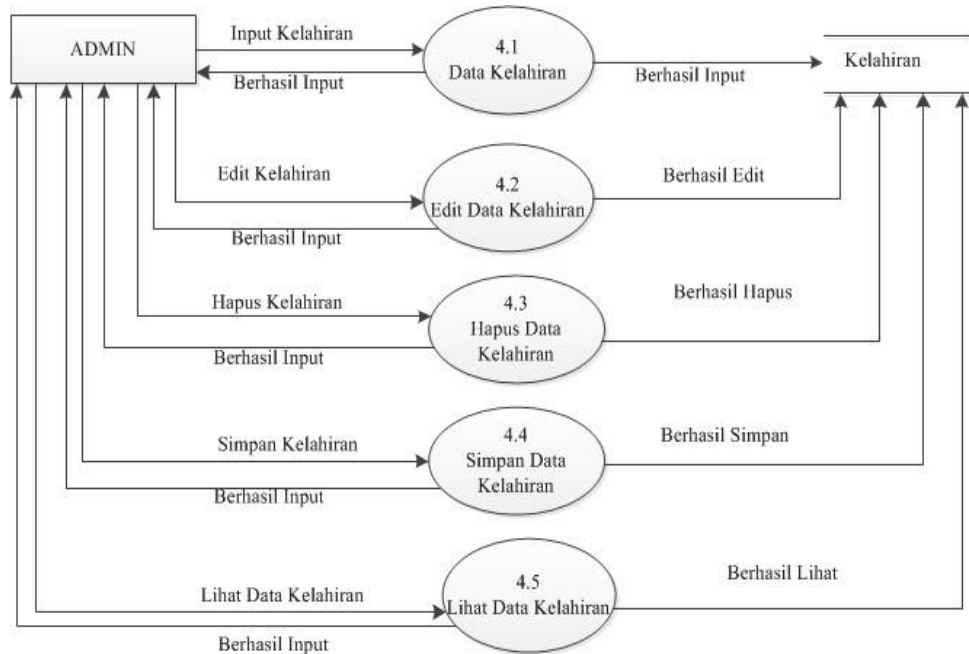 ADMIN
Input Kelahiran
4.1
Data Kelahiran
Berhasil Input
Berhasil Input
Kelahiran
Edit Kelahiran
4.2
Edit Data Kelahiran
Berhasil Edit
Berhasil Input
Hapus Kelahiran
4.3
Hapus Data
Kelahiran
Berhasil Hapus
Berhasil Input
Simpan Kelahiran
4.4
Simpan Data
Kelahiran
Berhasil Simpan
Berhasil Input
Lihat Data Kelahiran
4.5
Lihat Data Kelahiran
Berhasil Lihat
Berhasil Input